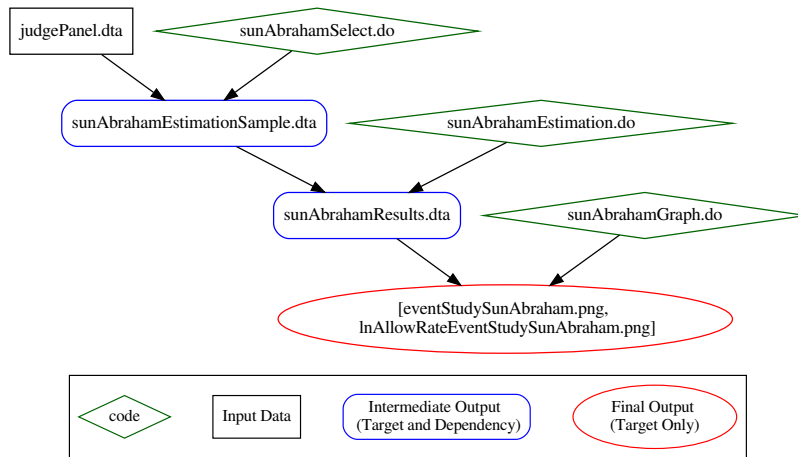 judgePanel.dta
sunAbrahamSelect.do
sunAbrahamEstimationSample.dta
sunAbrahamEstimation.do
sunAbrahamResults.dta
sunAbrahamGraph.do
[eventStudySunAbraham.png,
lnAllowRateEventStudySunAbraham.png]
code
Input Data
Intermediate Output
(Target and Dependency)
Final Output
(Target Only)